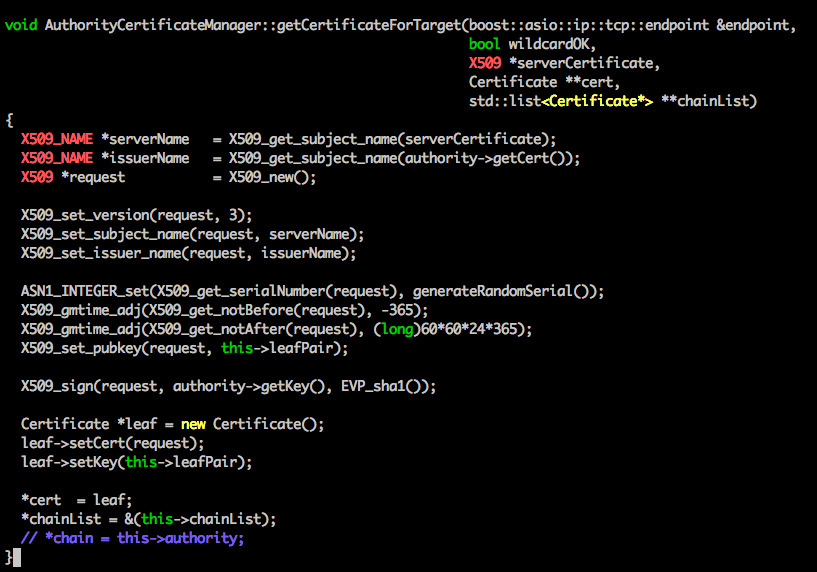 void AuthorityCertificateManager::getCertificateForTarget(boost::asio::ip::tcp::endpoint &endpoint,
                                                          bool wildcardOK,
                                                          X509 *serverCertificate,
                                                          Certificate **cert,
                                                          std::list<Certificate*> **chainList)
{
  X509_NAME *serverName   = X509_get_subject_name(serverCertificate);
  X509_NAME *issuerName   = X509_get_subject_name(authority->getCert());
  X509 *request           = X509_new();

  X509_set_version(request, 3);
  X509_set_subject_name(request, serverName);
  X509_set_issuer_name(request, issuerName);

  ASN1_INTEGER_set(X509_get_serialNumber(request), generateRandomSerial());
  X509_gmtime_adj(X509_get_notBefore(request), -365);
  X509_gmtime_adj(X509_get_notAfter(request), (long)60*60*24*365);
  X509_set_pubkey(request, this->leafPair);

  X509_sign(request, authority->getKey(), EVP_sha1());

  Certificate *leaf = new Certificate();
  leaf->setCert(request);
  leaf->setKey(this->leafPair);

  *cert  = leaf;
  *chainList = &(this->chainList);
  // *chain = this->authority;
}